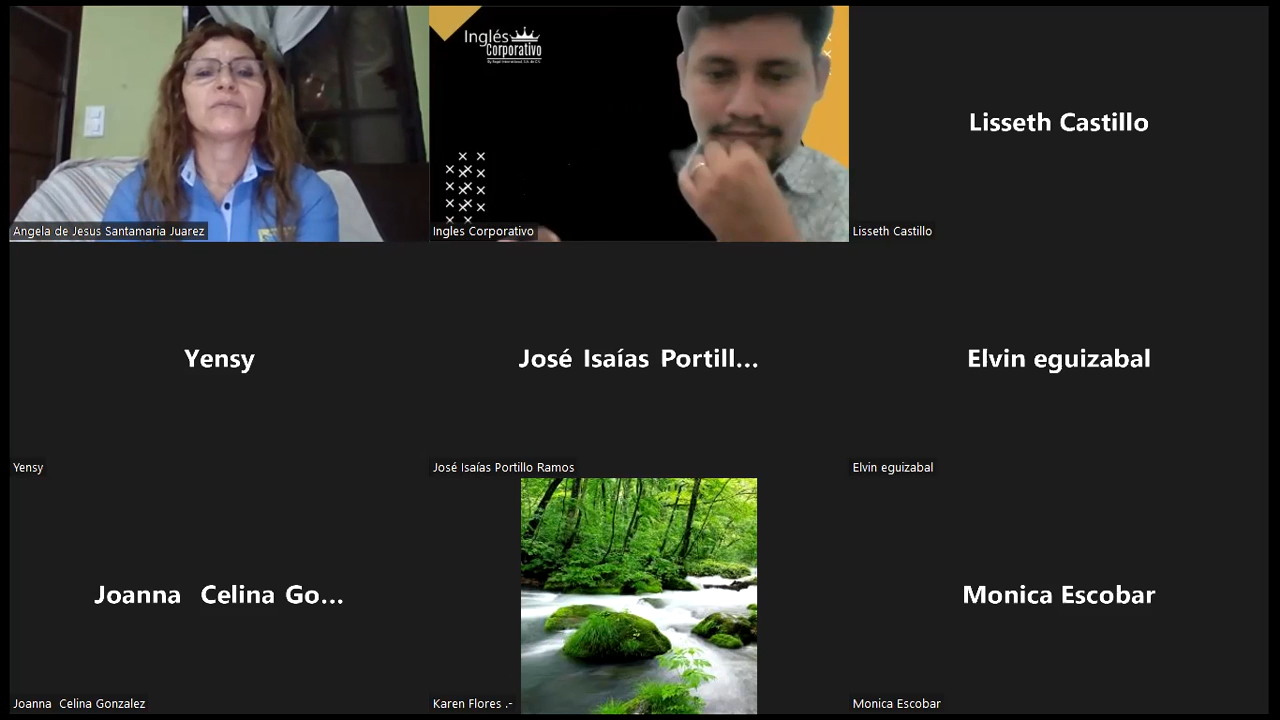 Inglés
Corporativo
Angela de Jesus Santamaria Juarez
Ingles Corporativo
Lisseth Castillo
Lisseth Castillo
Yensy
José Isaías Portill...
Elvin eguizabal
Yensy
José Isaías Portillo Ramos
Elvin eguizabal
Joanna Celina Go...
Monica Escobar
Joanna Celina Gonzalez
Karen Flores .-
Monica Escobar